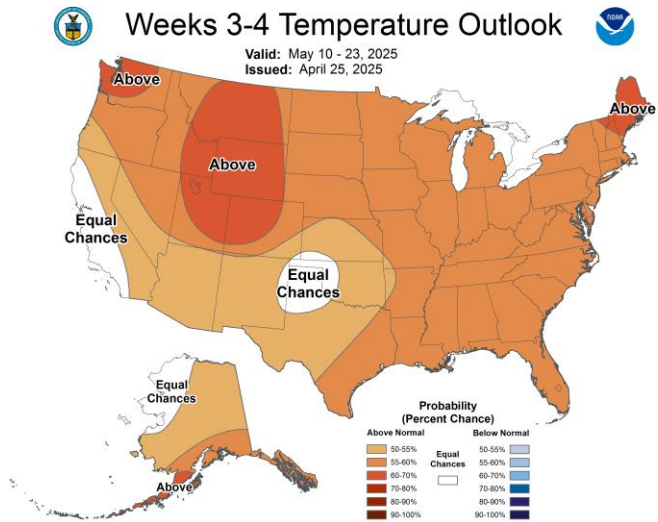 Weeks 3-4 Temperature Outlook
NOAA
Valid: May 10 - 23, 2025
Issued: April 25, 2025
Above
Above
Above
Equal
Chances
Equal
Chances
Equal
Chances
Above
Probability
(Percent Chance)
Above Normal
50-55%
55-60%
60-70%
70-80%
80-90%
90-100%
Equal
Chances
Below Normal
50-55%
55-60%
60-70%
70-80%
80-90%
90-100%